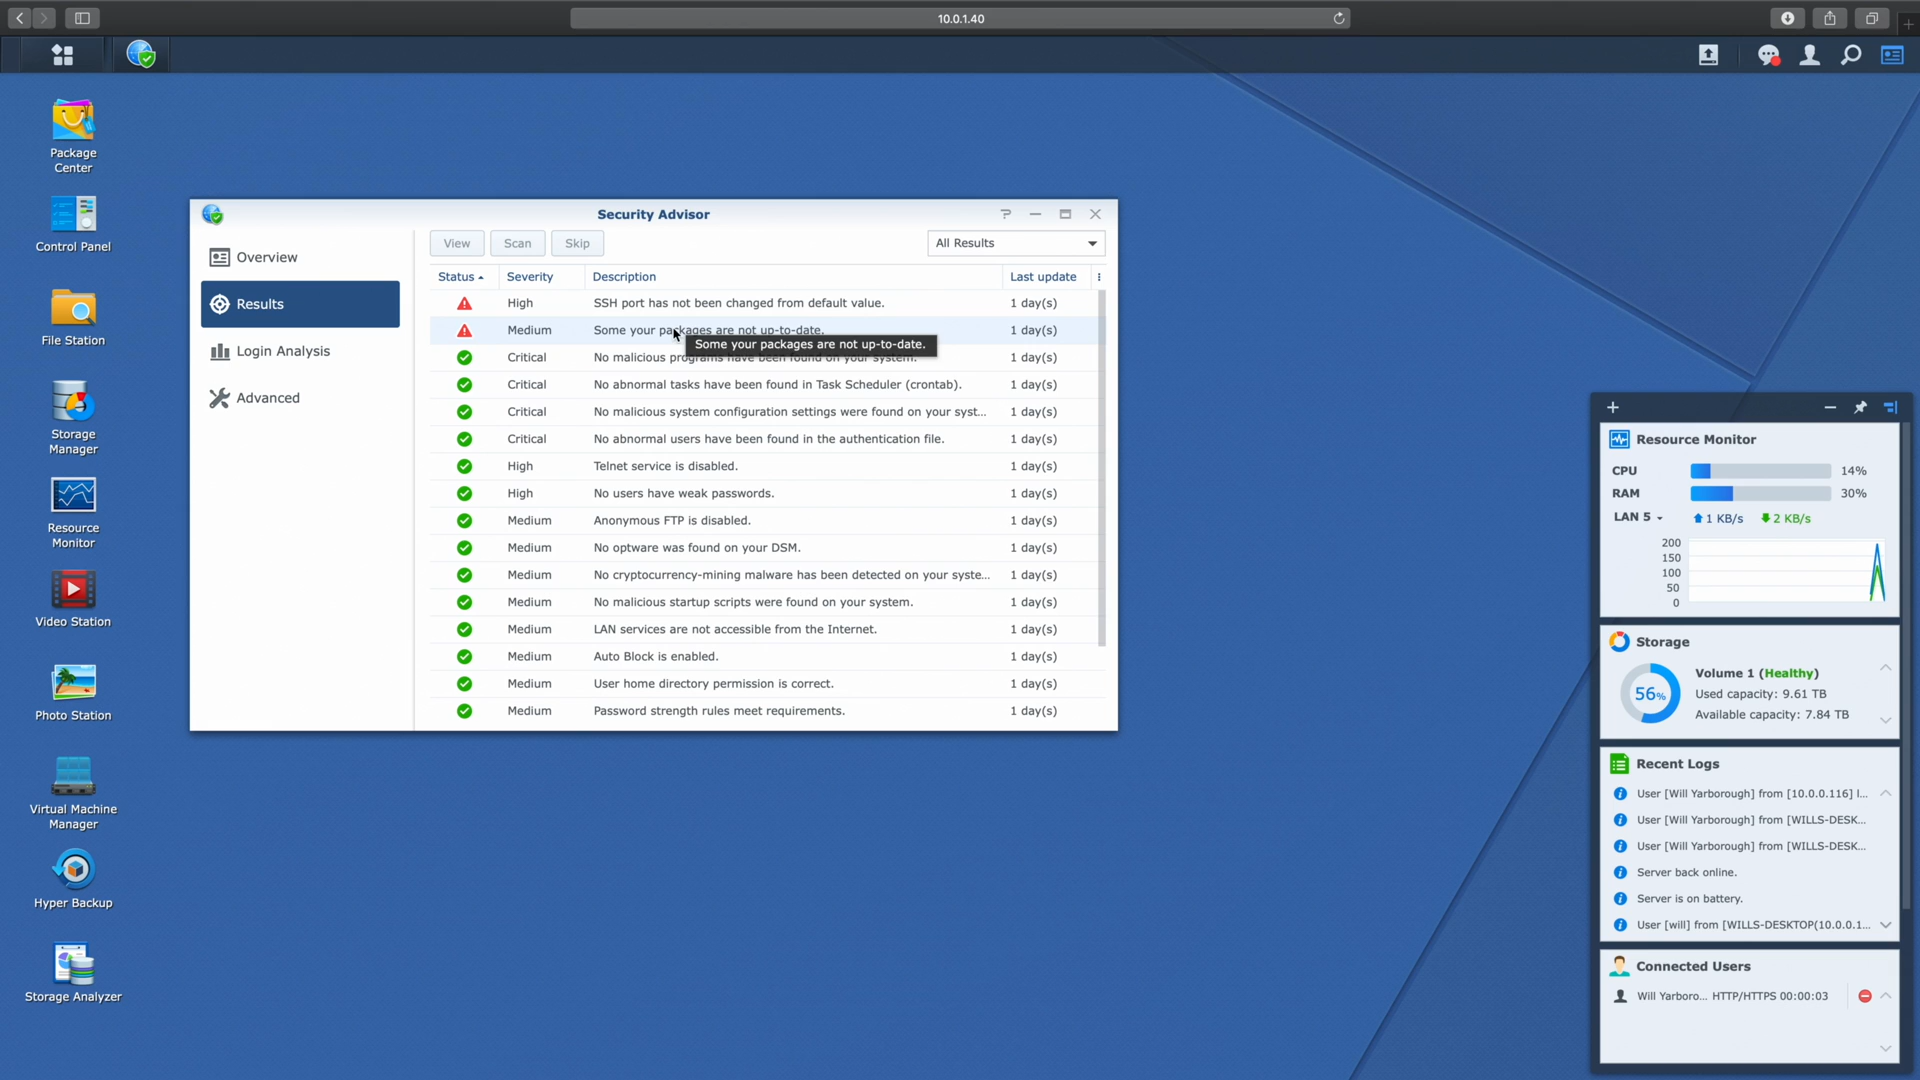 10.0.1.40
Package
Center
Control Panel
File Station
Storage
Manager
Resource
Monitor
Video Station
Photo Station
Virtual Machine
Manager
Hyper Backup
Storage Analyzer
Security Advisor
Overview
Results
Login Analysis
Advanced
View
Scan
Skip
All Results
Status Severity Description Last update
High SSH port has not been changed from default value. 1 day(s)
Medium Some your packages are not up-to-date. 1 day(s)
Some your packages are not up-to-date.
Critical No malicious programs have been found on your system. 1 day(s)
Critical No abnormal tasks have been found in Task Scheduler (crontab). 1 day(s)
Critical No malicious system configuration settings were found on your syst... 1 day(s)
Critical No abnormal users have been found in the authentication file. 1 day(s)
High Telnet service is disabled. 1 day(s)
High No users have weak passwords. 1 day(s)
Medium Anonymous FTP is disabled. 1 day(s)
Medium No optware was found on your DSM. 1 day(s)
Medium No cryptocurrency-mining malware has been detected on your syste... 1 day(s)
Medium No malicious startup scripts were found on your system. 1 day(s)
Medium LAN services are not accessible from the Internet. 1 day(s)
Medium Auto Block is enabled. 1 day(s)
Medium User home directory permission is correct. 1 day(s)
Medium Password strength rules meet requirements. 1 day(s)
Resource Monitor
CPU 14%
RAM 30%
LAN 5 1 KB/s 2 KB/s
200
150
100
50
0
Storage
56%
Volume 1 (Healthy)
Used capacity: 9.61 TB
Available capacity: 7.84 TB
Recent Logs
User [Will Yarborough] from [10.0.0.116] l...
User [Will Yarborough] from [WILLS-DESK...
User [Will Yarborough] from [WILLS-DESK...
Server back online.
Server is on battery.
User [will] from [WILLS-DESKTOP(10.0.0.1...
Connected Users
Will Yarboro... HTTP/HTTPS 00:00:03